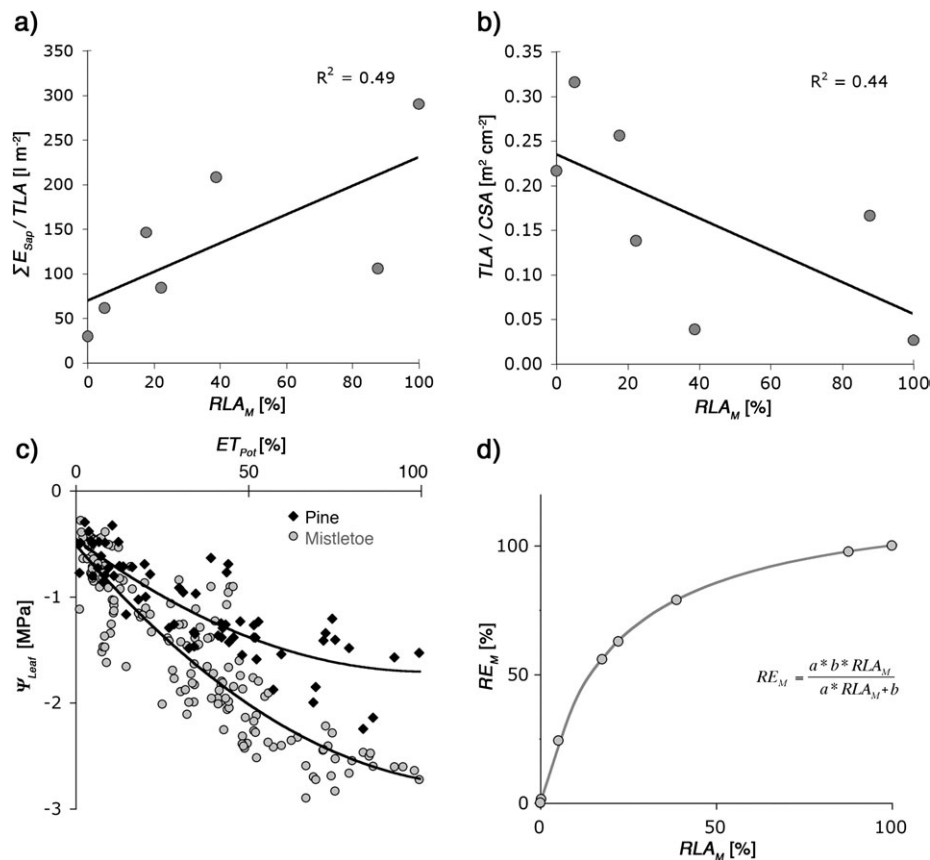 a)
350
300
250
200
150
100
50
0
R² = 0.49
ΣE_Sap / TLA [l m⁻²]
0 20 40 60 80 100
RLA_M [%]
b)
0.35
0.30
0.25
0.20
0.15
0.10
0.05
0.00
R² = 0.44
TLA / CSA [m² cm⁻²]
0 20 40 60 80 100
RLA_M [%]
c)
ET_Pot [%]
0 50 100
0
-1
-2
-3
Pine
Mistletoe
Ψ_Leaf [MPa]
d)
100
50
0
RE_M [%]
RE_M = a * b * RLA_M / a * RLA_M + b
0 50 100
RLA_M [%]